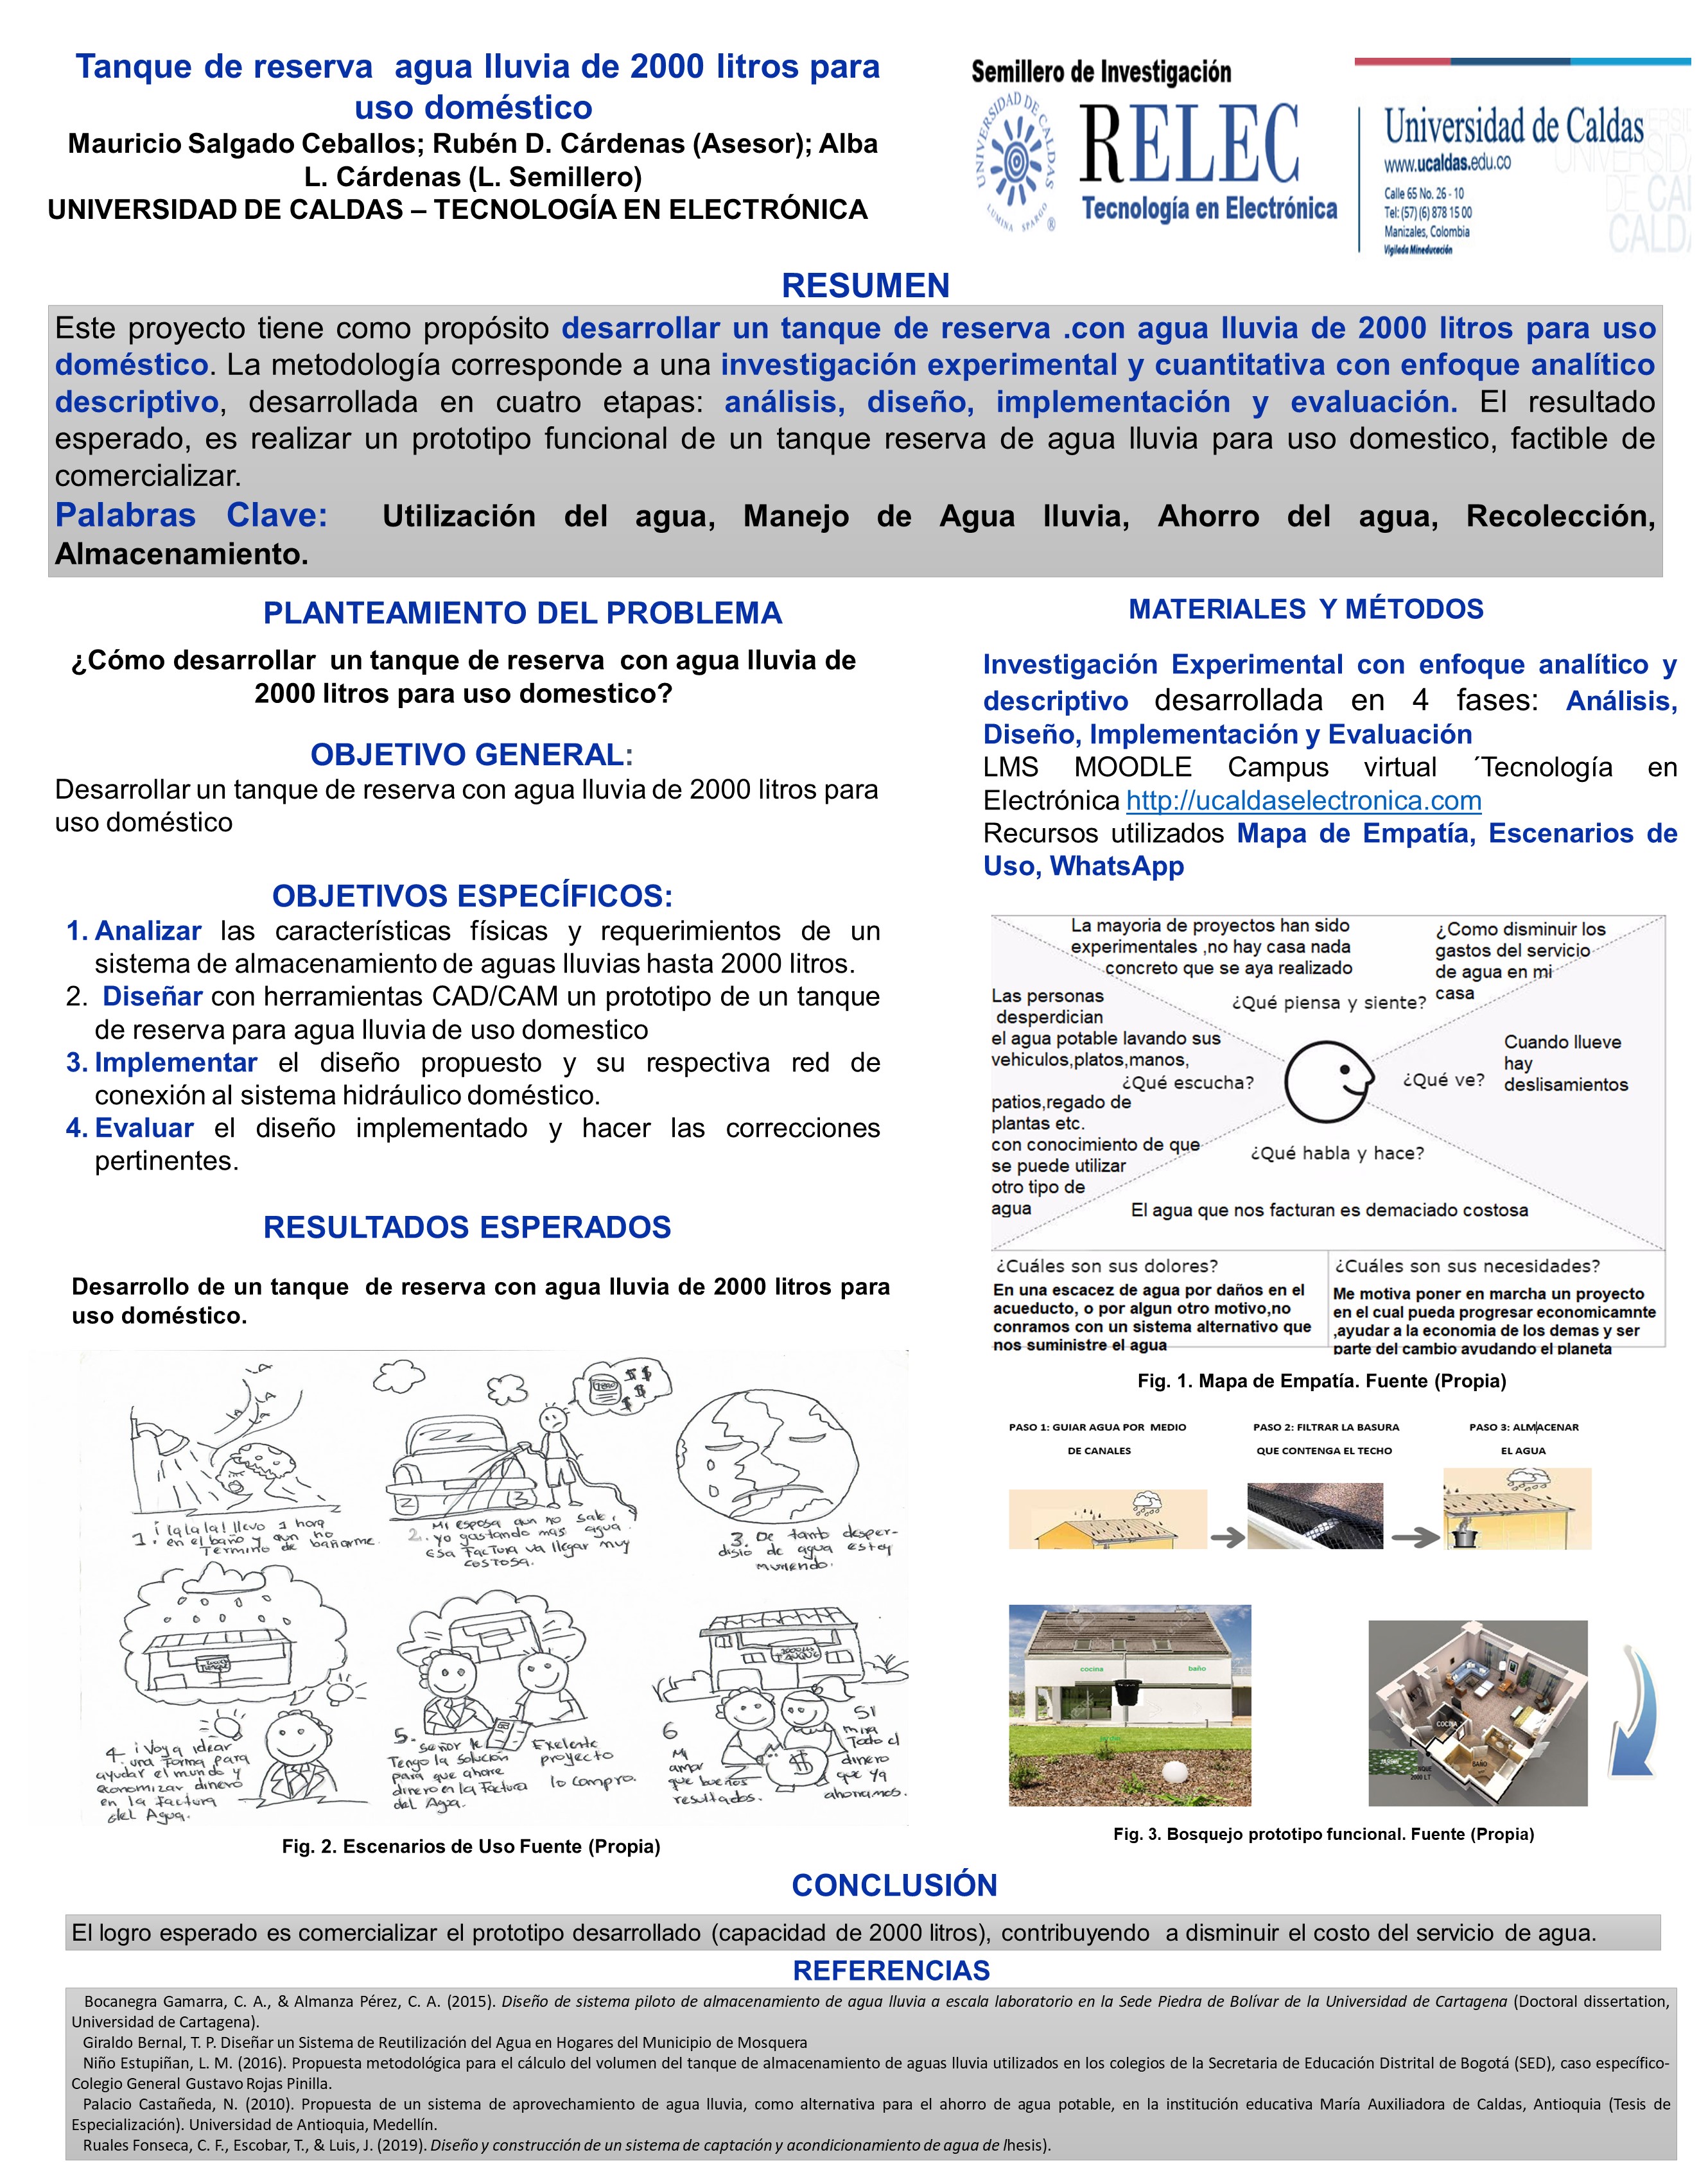 Tanque de reserva  agua lluvia de 2000 litros para
uso doméstico
Mauricio Salgado Ceballos; Rubén D. Cárdenas (Asesor); Alba
L. Cárdenas (L. Semillero)
UNIVERSIDAD DE CALDAS – TECNOLOGÍA EN ELECTRÓNICA
Semillero de Investigación
UNIVERSIDAD DE CALDAS
LUMINA SPARGO
®
RELEC
Tecnología en Electrónica
Universidad de Caldas
www.ucaldas.edu.co
Calle 65 No. 26 - 10
Tel: (57) (6) 878 15 00
Manizales, Colombia
Vigilada Mineducación
RESUMEN
Este proyecto tiene como propósito desarrollar un tanque de reserva .con agua lluvia de 2000 litros para uso
doméstico. La metodología corresponde a una investigación experimental y cuantitativa con enfoque analítico
descriptivo, desarrollada en cuatro etapas: análisis, diseño, implementación y evaluación. El resultado
esperado, es realizar un prototipo funcional de un tanque reserva de agua lluvia para uso domestico, factible de
comercializar.
Palabras Clave: Utilización del agua, Manejo de Agua lluvia, Ahorro del agua, Recolección,
Almacenamiento.
PLANTEAMIENTO DEL PROBLEMA
¿Cómo desarrollar  un tanque de reserva  con agua lluvia de
2000 litros para uso domestico?
OBJETIVO GENERAL:
Desarrollar un tanque de reserva con agua lluvia de 2000 litros para
uso doméstico
OBJETIVOS ESPECÍFICOS:
1. Analizar las características físicas y requerimientos de un
sistema de almacenamiento de aguas lluvias hasta 2000 litros.
2. Diseñar con herramientas CAD/CAM un prototipo de un tanque
de reserva para agua lluvia de uso domestico
3. Implementar el diseño propuesto y su respectiva red de
conexión al sistema hidráulico doméstico.
4. Evaluar el diseño implementado y hacer las correcciones
pertinentes.
RESULTADOS ESPERADOS
Desarrollo de un tanque  de reserva con agua lluvia de 2000 litros para
uso doméstico.
1. ¡lalala! llevo 1 hora
en el baño y aun no
termino de bañarme.
2. Mi esposa aun no sale,
yo gastando mas agua.
Esa factura va llegar muy
costosa.
3. De tanto desper-
disio de agua estoy
muriendo.
4 ¡Voy a idear
una forma para
ayudar el mundo y
economizar dinero
en la factura
del Agua.
5. señor le
Tengo la solución
para que ahorre
dinero en la factura
del Agua.
Exelente
proyecto
lo compro.
6
Mi
amor
que buenos
resultados.
SI
mira
Todo el
dinero
que ya
ahorramos.
Fig. 2. Escenarios de Uso Fuente (Propia)
MATERIALES Y MÉTODOS
Investigación Experimental con enfoque analítico y
descriptivo desarrollada en 4 fases: Análisis,
Diseño, Implementación y Evaluación
LMS MOODLE Campus virtual ´Tecnología en
Electrónica http://ucaldaselectronica.com
Recursos utilizados Mapa de Empatía, Escenarios de
Uso, WhatsApp
La mayoria de proyectos han sido
experimentales ,no hay casa nada
concreto que se aya realizado
¿Como disminuir los
gastos del servicio
de agua en mi
casa
¿Qué piensa y siente?
Las personas
desperdician
el agua potable lavando sus
vehiculos,platos,manos,
¿Qué escucha?
patios,regado de
plantas etc.
con conocimiento de que
se puede utilizar
otro tipo de
agua
¿Qué ve?
Cuando llueve
hay
deslisamientos
¿Qué habla y hace?
El agua que nos facturan es demaciado costosa
¿Cuáles son sus dolores?
En una escacez de agua por daños en el
acueducto, o por algun otro motivo,no
conramos con un sistema alternativo que
nos suministre el agua
¿Cuáles son sus necesidades?
Me motiva poner en marcha un proyecto
en el cual pueda progresar economicamnte
,ayudar a la economia de los demas y ser
parte del cambio ayudando el planeta
Fig. 1. Mapa de Empatía. Fuente (Propia)
PASO 1: GUIAR AGUA POR  MEDIO
DE CANALES
PASO 2: FILTRAR LA BASURA
QUE CONTENGA EL TECHO
PASO 3: ALMACENAR
EL AGUA
cocina
baño
COCINA
BAÑO
2000 LT
Fig. 3. Bosquejo prototipo funcional. Fuente (Propia)
CONCLUSIÓN
El logro esperado es comercializar el prototipo desarrollado (capacidad de 2000 litros), contribuyendo  a disminuir el costo del servicio de agua.
REFERENCIAS
Bocanegra Gamarra, C. A., & Almanza Pérez, C. A. (2015). Diseño de sistema piloto de almacenamiento de agua lluvia a escala laboratorio en la Sede Piedra de Bolívar de la Universidad de Cartagena (Doctoral dissertation,
Universidad de Cartagena).
Giraldo Bernal, T. P. Diseñar un Sistema de Reutilización del Agua en Hogares del Municipio de Mosquera
Niño Estupiñan, L. M. (2016). Propuesta metodológica para el cálculo del volumen del tanque de almacenamiento de aguas lluvia utilizados en los colegios de la Secretaria de Educación Distrital de Bogotá (SED), caso específico-
Colegio General Gustavo Rojas Pinilla.
Palacio Castañeda, N. (2010). Propuesta de un sistema de aprovechamiento de agua lluvia, como alternativa para el ahorro de agua potable, en la institución educativa María Auxiliadora de Caldas, Antioquia (Tesis de
Especialización). Universidad de Antioquia, Medellín.
Ruales Fonseca, C. F., Escobar, T., & Luis, J. (2019). Diseño y construcción de un sistema de captación y acondicionamiento de agua de lhesis).